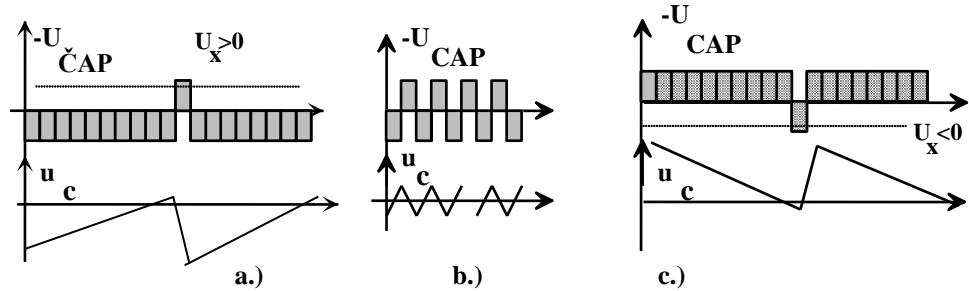 -U ČAP
U x>0
u c
a.)
-U CAP
u c
b.)
-U CAP
U x<0
u c
c.)